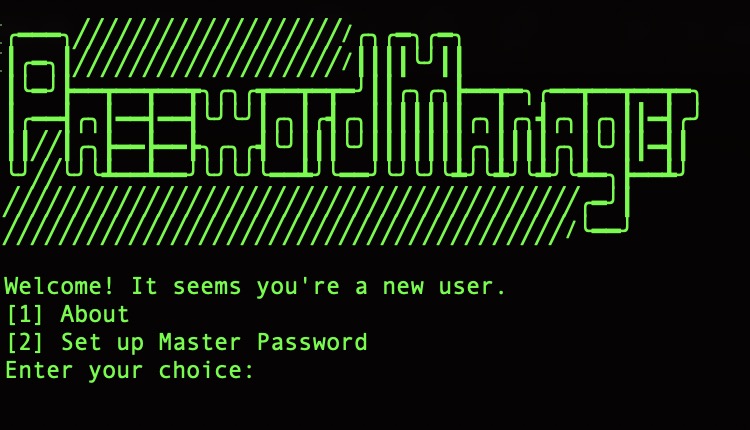 PasswordManager
Welcome! It seems you're a new user.
[1] About
[2] Set up Master Password
Enter your choice: